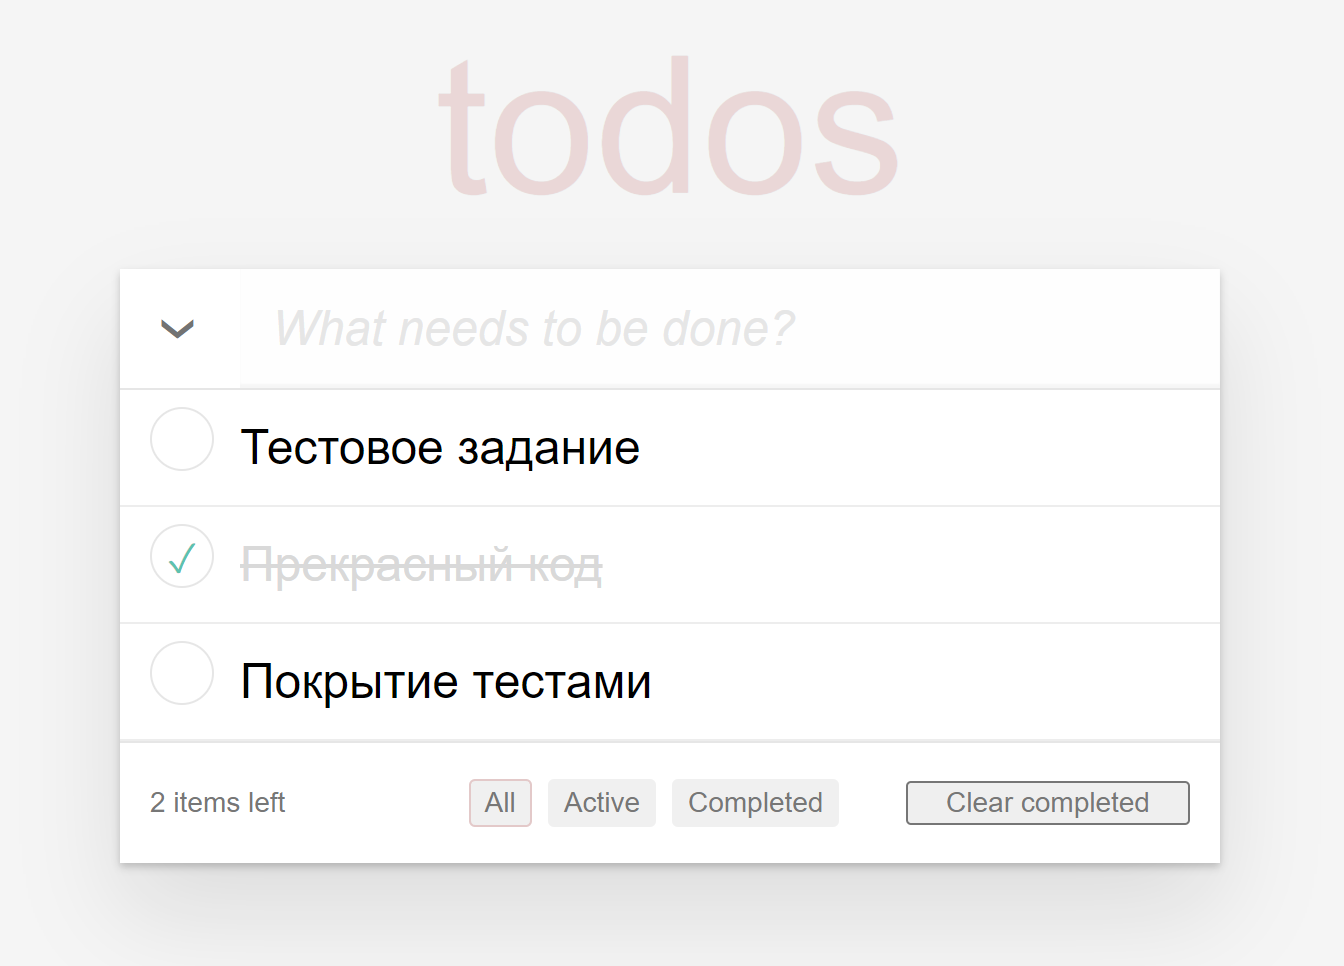 todos
What needs to be done?
Тестовое задание
Прекрасный код
Покрытие тестами
2 items left All Active Completed Clear completed